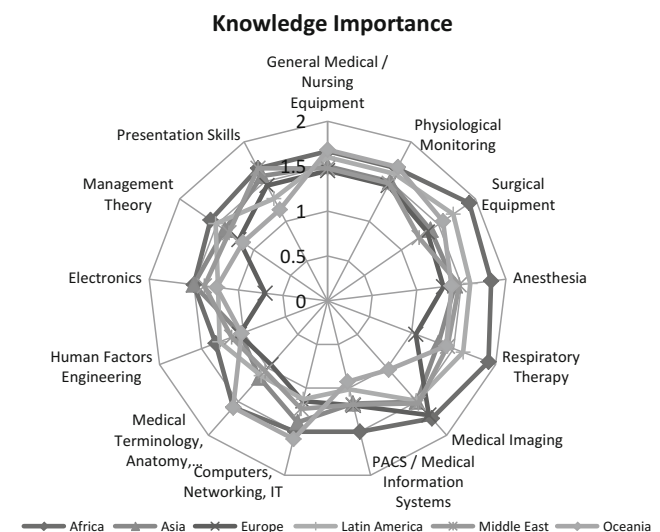 Knowledge Importance
General Medical /
Nursing
Equipment
Physiological
Monitoring
Surgical
Equipment
Anesthesia
Respiratory
Therapy
Medical Imaging
PACS / Medical
Information
Systems
Computers,
Networking, IT
Medical
Terminology,
Anatomy,...
Human Factors
Engineering
Electronics
Management
Theory
Presentation Skills
2
1.5
1
0.5
0
Africa Asia Europe Latin America Middle East Oceania